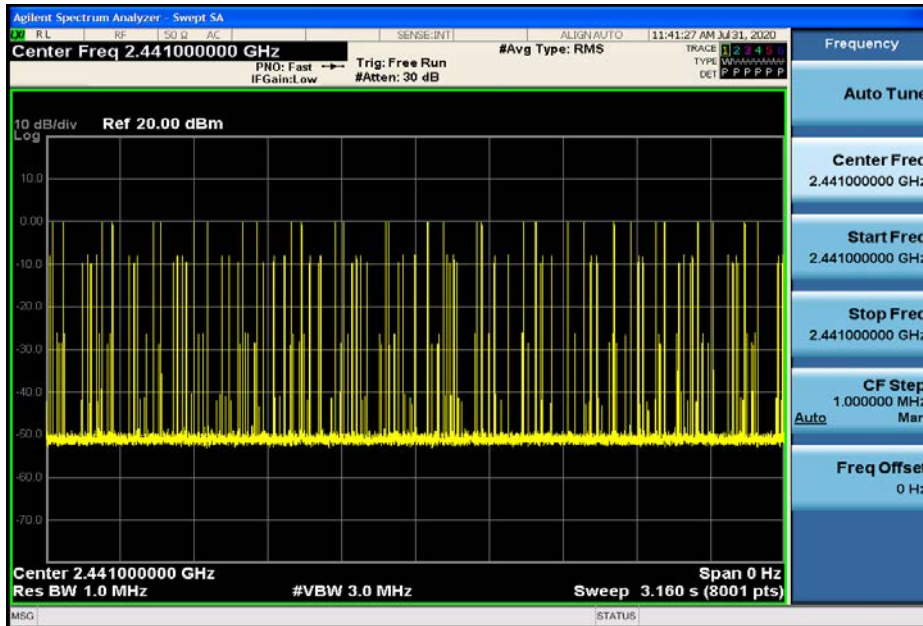 Agilent Spectrum Analyzer - Swept SA
LXI RL RF 50 Ω AC SENSE:INT ALIGN AUTO 11:41:27 AM Jul 31, 2020
Center Freq 2.441000000 GHz
#Avg Type: RMS
TRACE 1 2 3 4 5 6
PNO: Fast
Trig: Free Run
TYPE
IFGain:Low
#Atten: 30 dB
DET P P P P P P
10 dB/div Ref 20.00 dBm
Log
10.0
0.00
-10.0
-20.0
-30.0
-40.0
-50.0
-60.0
-70.0
Center 2.441000000 GHz Span 0 Hz
Res BW 1.0 MHz #VBW 3.0 MHz Sweep 3.160 s (8001 pts)
MSG STATUS
Frequency
Auto Tune
Center Freq
2.441000000 GHz
Start Freq
2.441000000 GHz
Stop Freq
2.441000000 GHz
CF Step
1.000000 MHz
Auto Man
Freq Offset
0 Hz